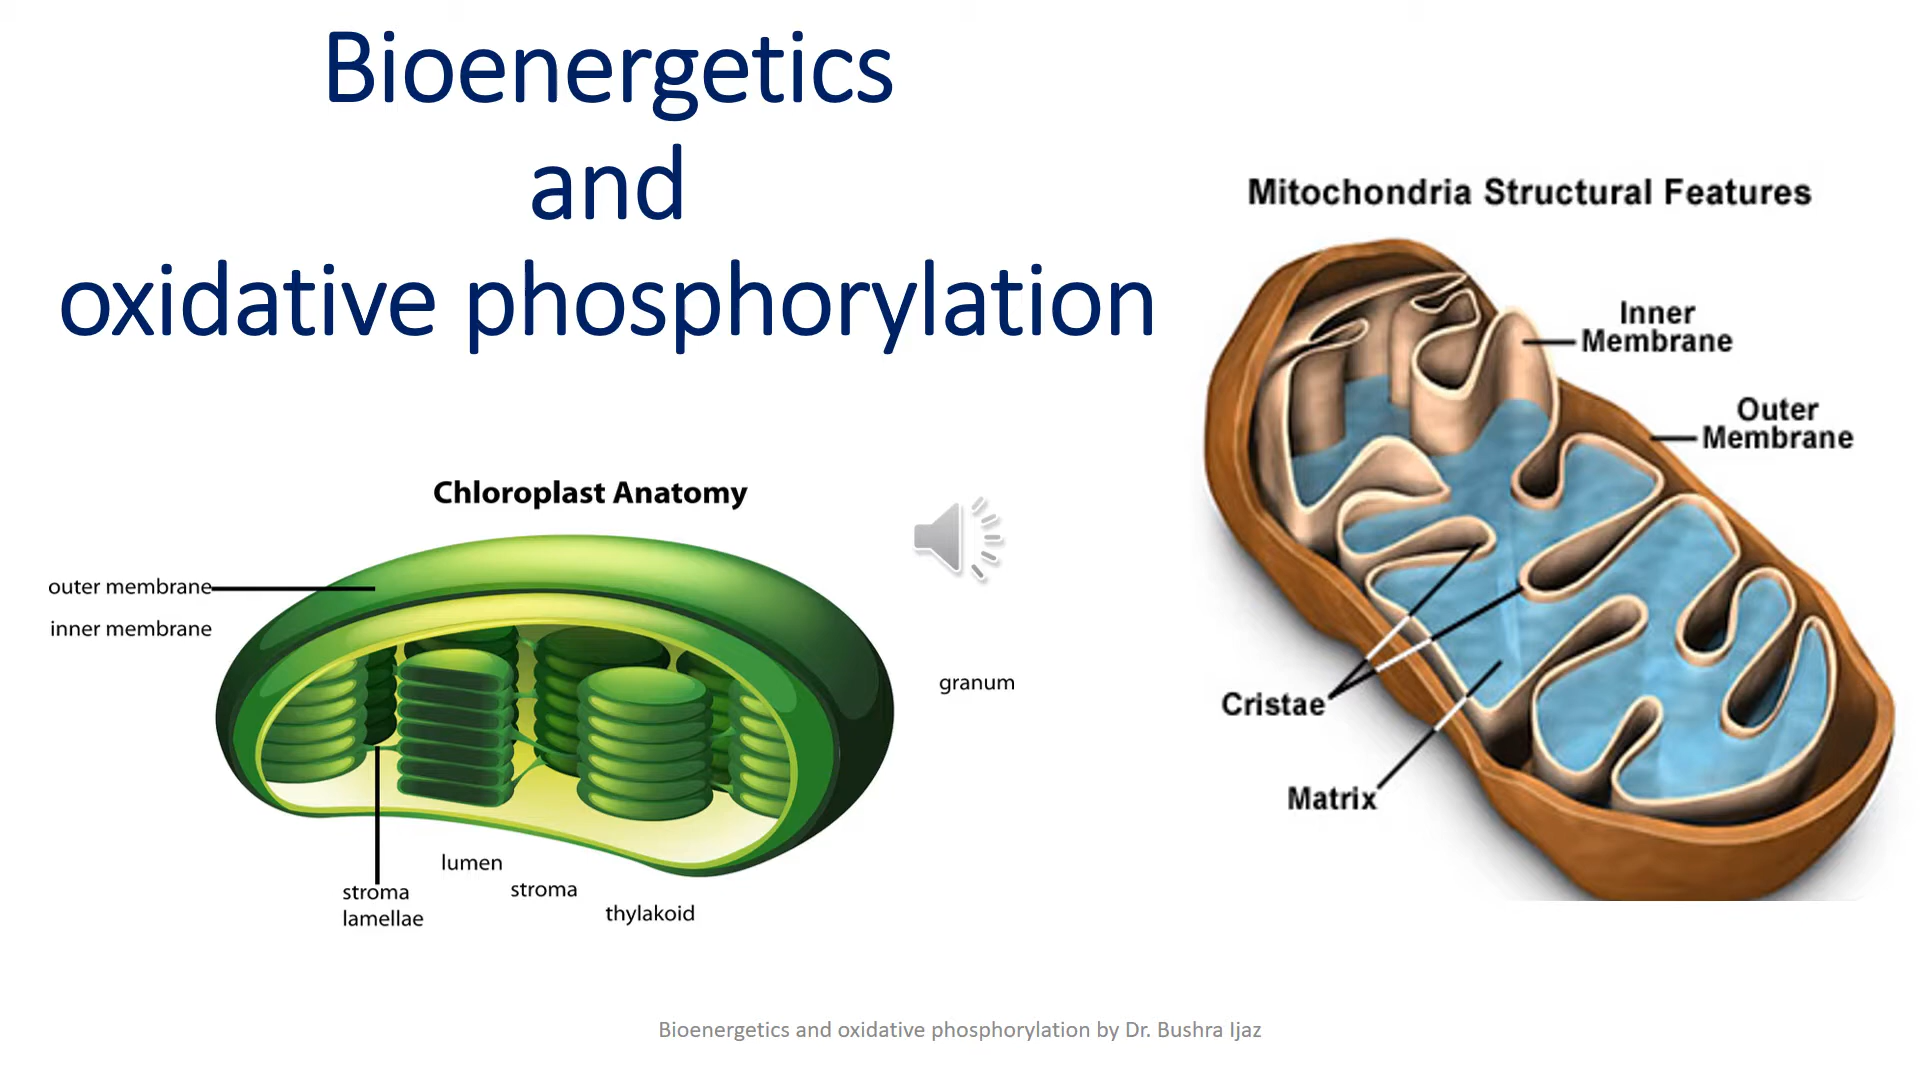 Bioenergetics
and
oxidative phosphorylation
Chloroplast Anatomy
outer membrane
inner membrane
granum
lumen
stroma
thylakoid
stroma
lamellae
Mitochondria Structural Features
Inner
Membrane
Outer
Membrane
Cristae
Matrix
Bioenergetics and oxidative phosphorylation by Dr. Bushra Ijaz